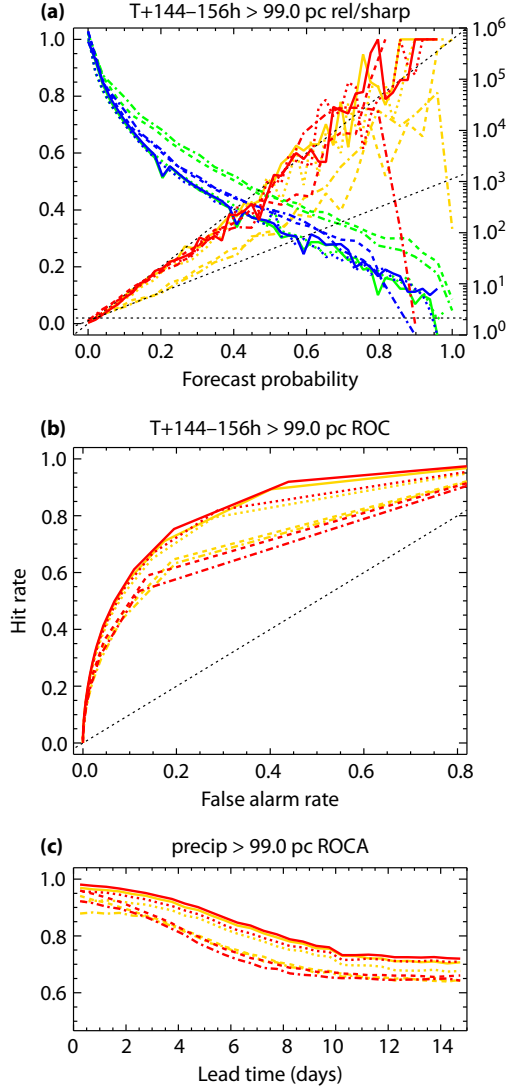 (a) T+144–156h > 99.0 pc rel/sharp
1.0
0.8
0.6
0.4
0.2
0.0
10⁶
10⁵
10⁴
10³
10²
10¹
10⁰
0.0 0.2 0.4 0.6 0.8 1.0
Forecast probability
(b) T+144–156h > 99.0 pc ROC
Hit rate
1.0
0.8
0.6
0.4
0.2
0.0
0.0 0.2 0.4 0.6 0.8
False alarm rate
(c) precip > 99.0 pc ROCA
1.0
0.9
0.8
0.7
0.6
0 2 4 6 8 10 12 14
Lead time (days)